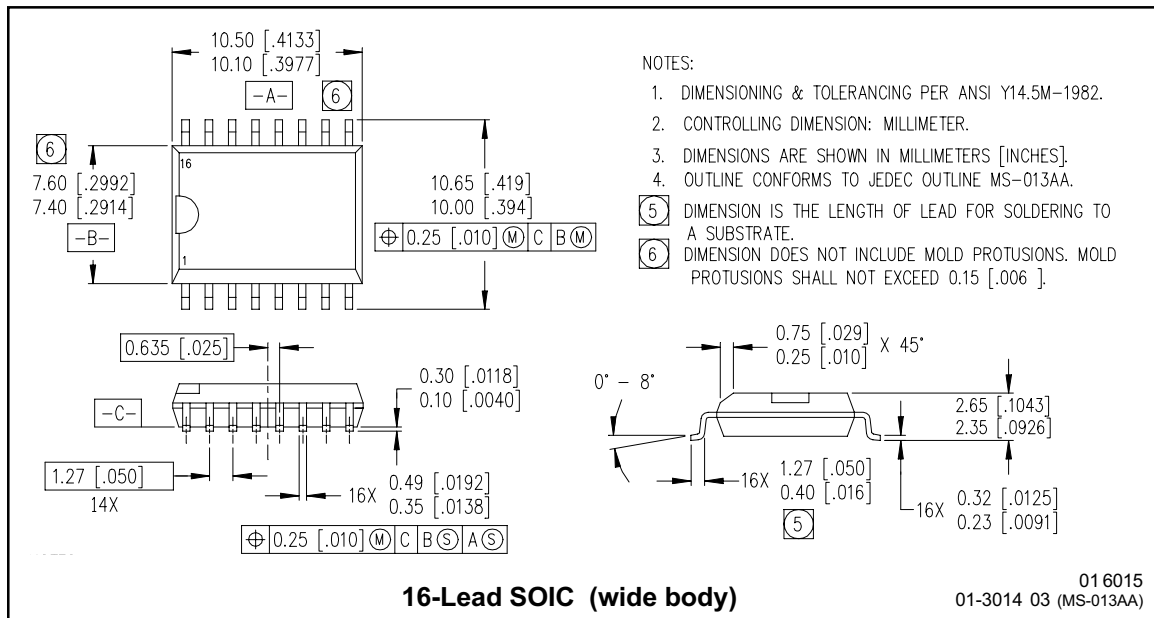 10.50 [.4133]
10.10 [.3977]
-A-
6
6
7.60 [.2992]
7.40 [.2914]
-B-
16
1
10.65 [.419]
10.00 [.394]
⌖ 0.25 [.010] Ⓜ C B Ⓜ
NOTES:
1. DIMENSIONING & TOLERANCING PER ANSI Y14.5M-1982.
2. CONTROLLING DIMENSION: MILLIMETER.
3. DIMENSIONS ARE SHOWN IN MILLIMETERS [INCHES].
4. OUTLINE CONFORMS TO JEDEC OUTLINE MS-013AA.
5 DIMENSION IS THE LENGTH OF LEAD FOR SOLDERING TO
A SUBSTRATE.
6 DIMENSION DOES NOT INCLUDE MOLD PROTUSIONS. MOLD
PROTUSIONS SHALL NOT EXCEED 0.15 [.006 ].
0.635 [.025]
-C-
0.30 [.0118]
0.10 [.0040]
1.27 [.050]
14X
16X 0.49 [.0192]
0.35 [.0138]
⌖ 0.25 [.010] Ⓜ C B Ⓢ A Ⓢ
0.75 [.029]
0.25 [.010] X 45°
0° - 8°
2.65 [.1043]
2.35 [.0926]
16X 1.27 [.050]
0.40 [.016]
5
16X 0.32 [.0125]
0.23 [.0091]
16-Lead SOIC (wide body)
01 6015
01-3014 03 (MS-013AA)